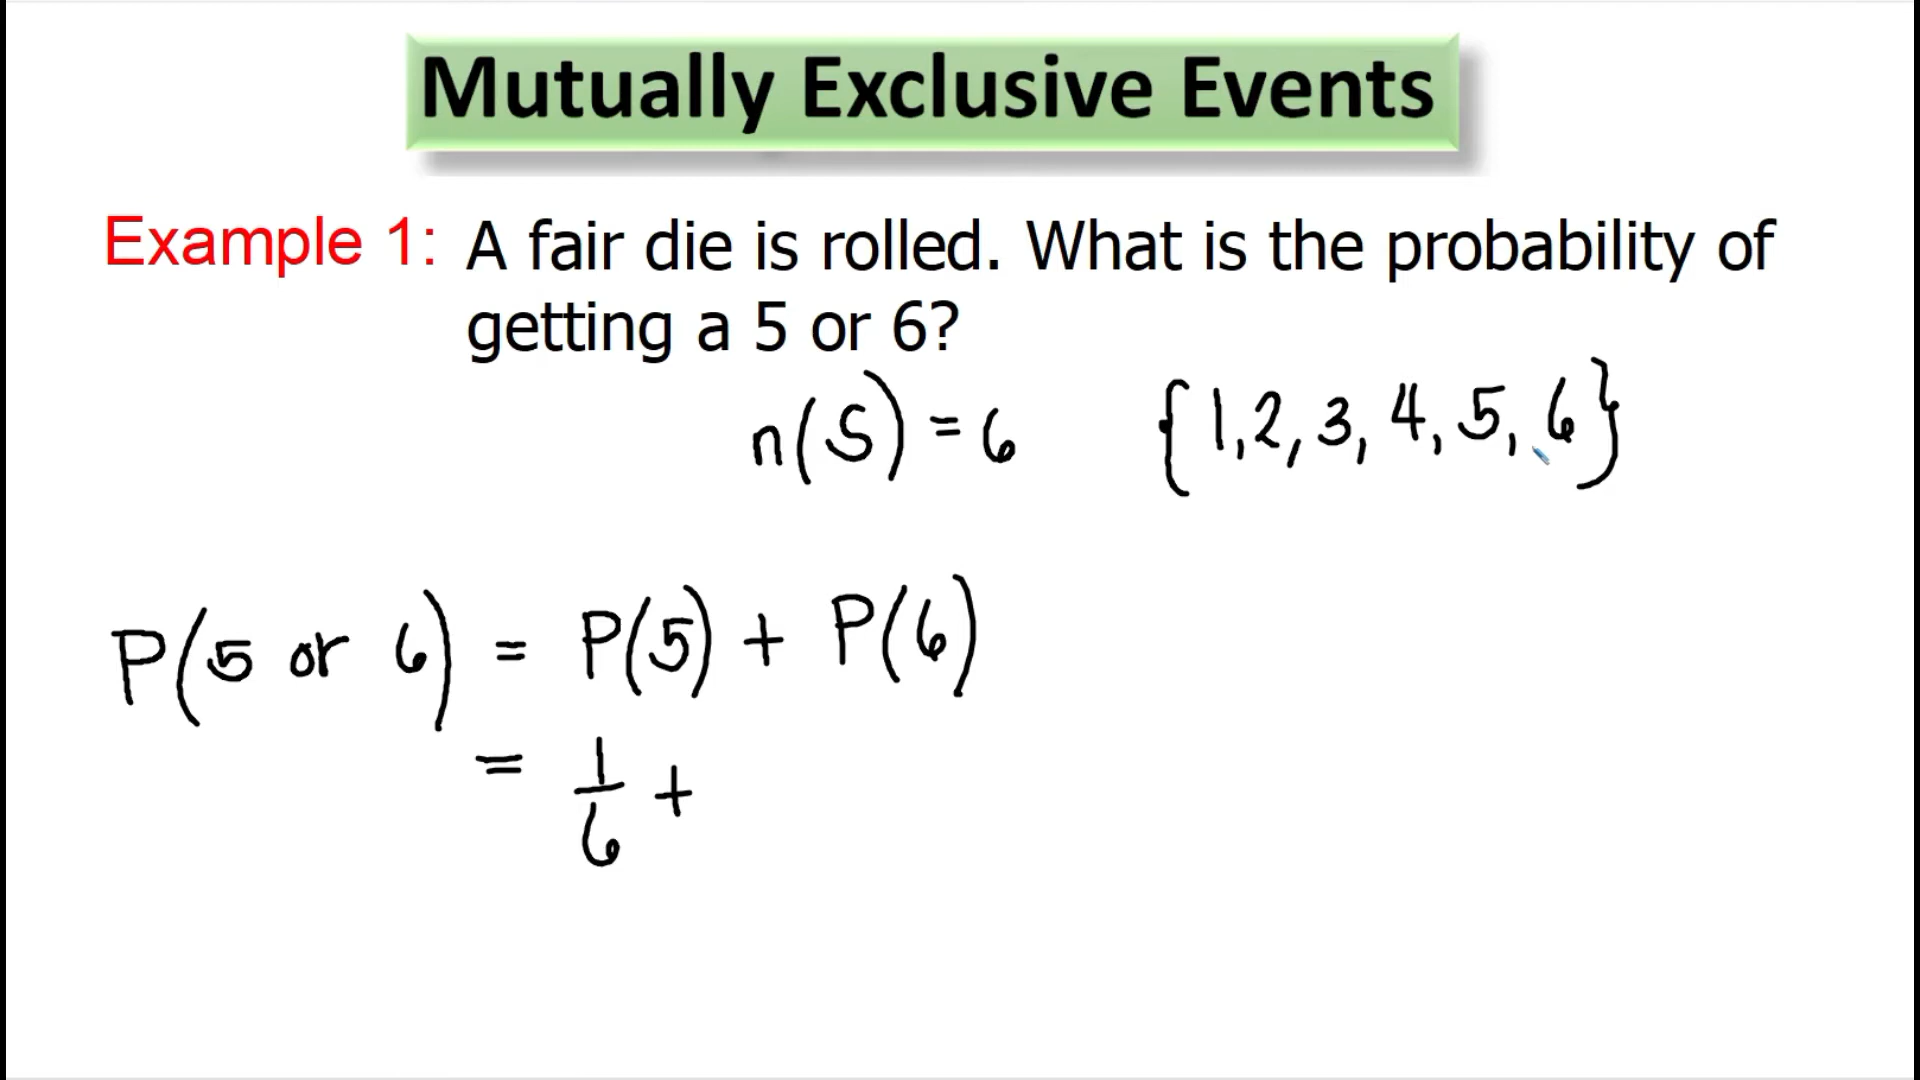 Mutually Exclusive Events
Example 1: A fair die is rolled. What is the probability of
getting a 5 or 6?
n(S) = 6 {1, 2, 3, 4, 5, 6}
P(5 or 6) = P(5) + P(6)
= 1/6 +